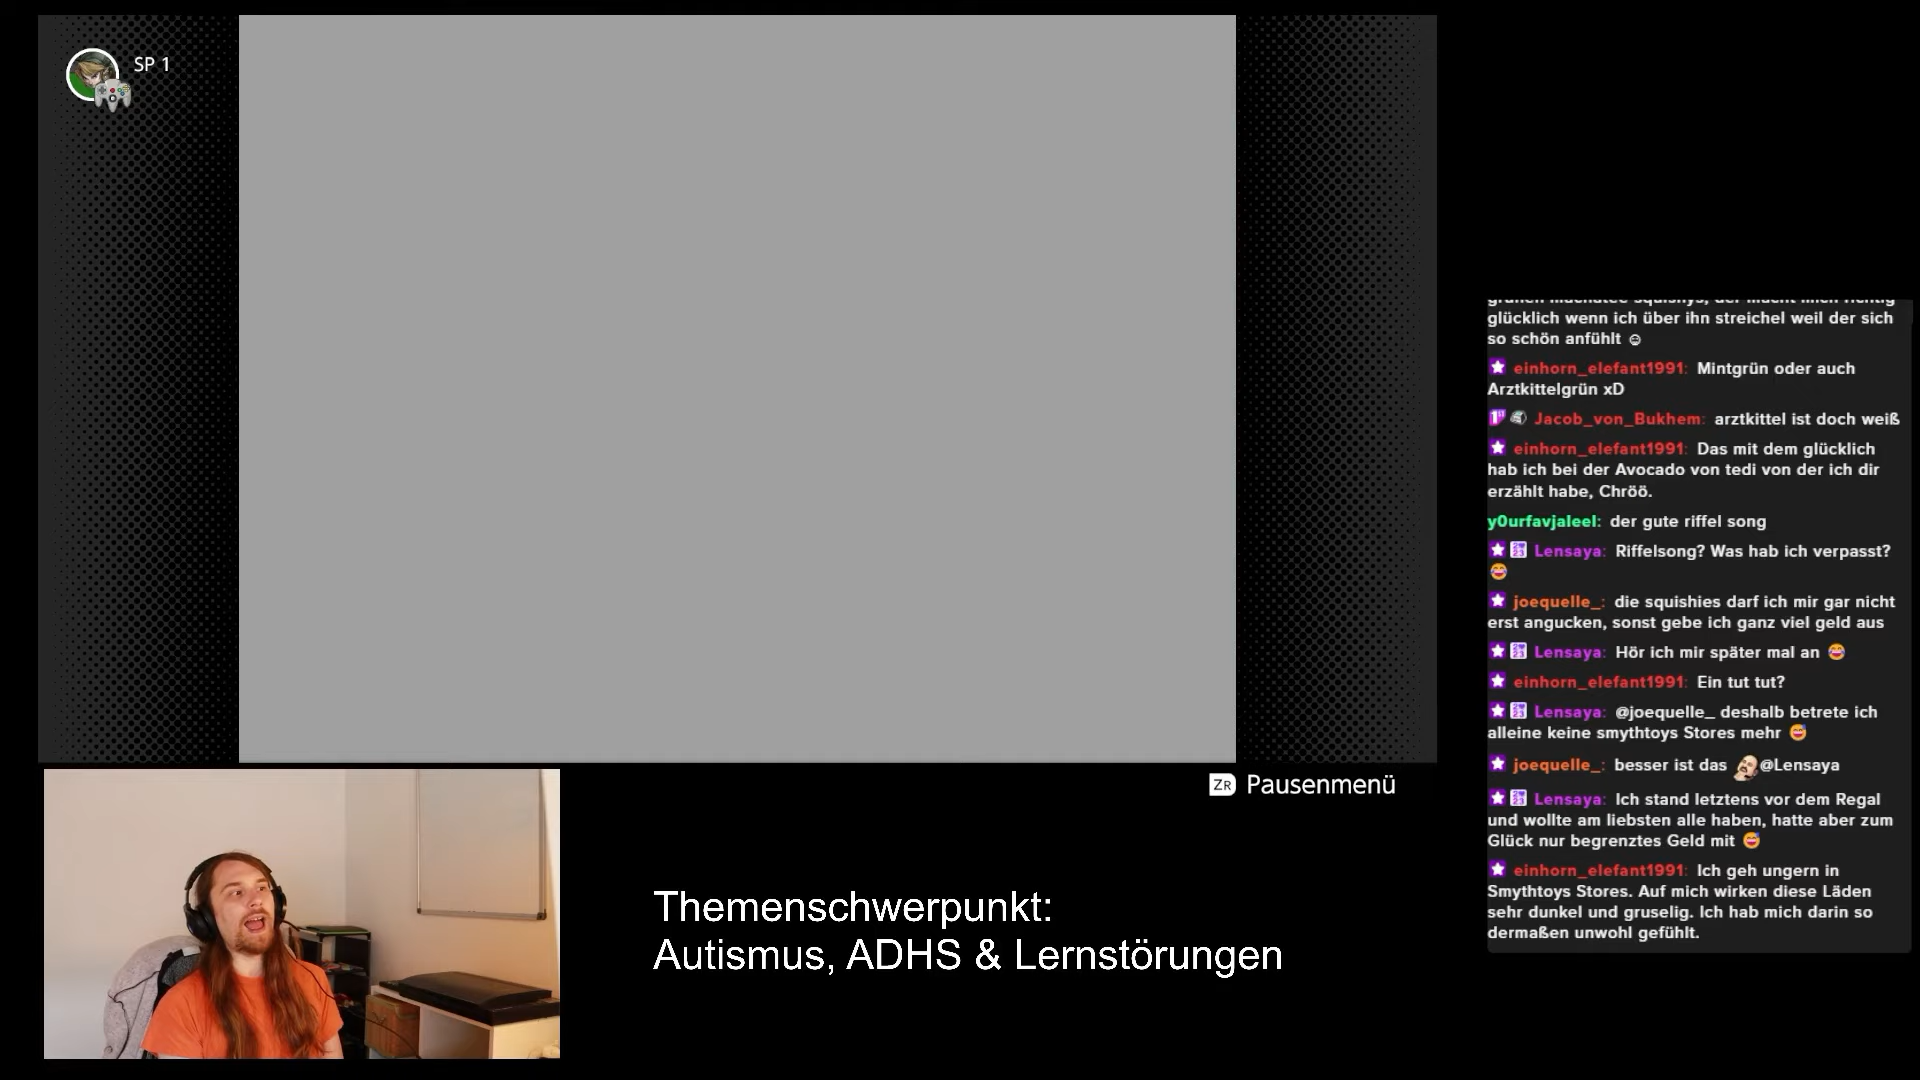 SP 1
glücklich wenn ich über ihn streichel weil der sich
so schön anfühlt ☺
einhorn_elefant1991: Mintgrün oder auch
Arztkittelgrün xD
Jacob_von_Bukhem: arztkittel ist doch weiß
einhorn_elefant1991: Das mit dem glücklich
hab ich bei der Avocado von tedi von der ich dir
erzählt habe, Chröö.
y0urfavjaleel: der gute riffel song
Lensaya: Riffelsong? Was hab ich verpasst?
😂
joequelle_: die squishies darf ich mir gar nicht
erst angucken, sonst gebe ich ganz viel geld aus
Lensaya: Hör ich mir später mal an 😂
einhorn_elefant1991: Ein tut tut?
Lensaya: @joequelle_ deshalb betrete ich
alleine keine smythtoys Stores mehr 😅
joequelle_: besser ist das @Lensaya
Lensaya: Ich stand letztens vor dem Regal
und wollte am liebsten alle haben, hatte aber zum
Glück nur begrenztes Geld mit 😅
einhorn_elefant1991: Ich geh ungern in
Smythtoys Stores. Auf mich wirken diese Läden
sehr dunkel und gruselig. Ich hab mich darin so
dermaßen unwohl gefühlt.
ZR Pausenmenü
Themenschwerpunkt:
Autismus, ADHS & Lernstörungen